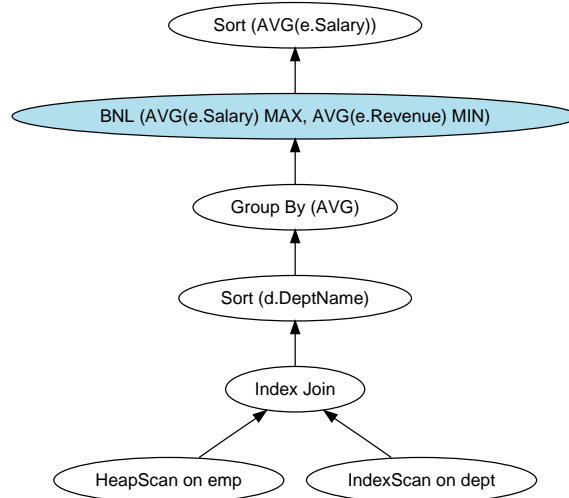 Sort (AVG(e.Salary))
BNL (AVG(e.Salary) MAX, AVG(e.Revenue) MIN)
Group By (AVG)
Sort (d.DeptName)
Index Join
HeapScan on emp
IndexScan on dept